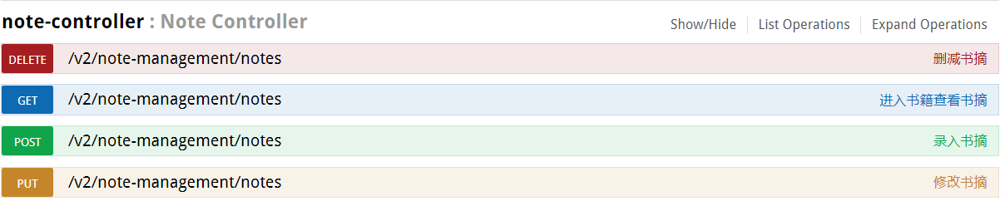 note-controller : Note Controller Show/Hide List Operations Expand Operations
DELETE /v2/note-management/notes 删减书摘
GET /v2/note-management/notes 进入书籍查看书摘
POST /v2/note-management/notes 录入书摘
PUT /v2/note-management/notes 修改书摘